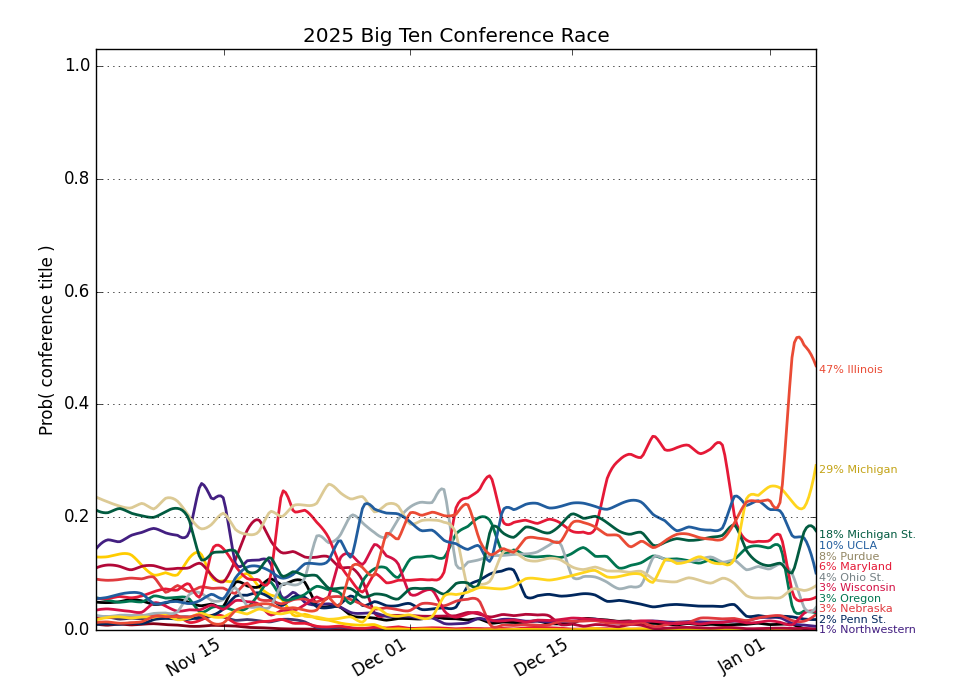 2025 Big Ten Conference Race
Prob( conference title )
1.0
0.8
0.6
0.4
0.2
0.0
Nov 15
Dec 01
Dec 15
Jan 01
47% Illinois
29% Michigan
18% Michigan St.
10% UCLA
8% Purdue
6% Maryland
4% Ohio St.
3% Wisconsin
3% Oregon
3% Nebraska
2% Penn St.
1% Northwestern